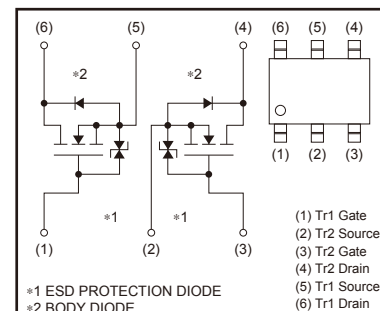 (6) (5) (4) (6) (5) (4)
∗2 ∗2
∗1 ∗1
(1) (2) (3)
(1) (2) (3)
(1) Tr1 Gate
(2) Tr2 Source
(3) Tr2 Gate
(4) Tr2 Drain
(5) Tr1 Source
(6) Tr1 Drain
∗1 ESD PROTECTION DIODE
∗2 BODY DIODE